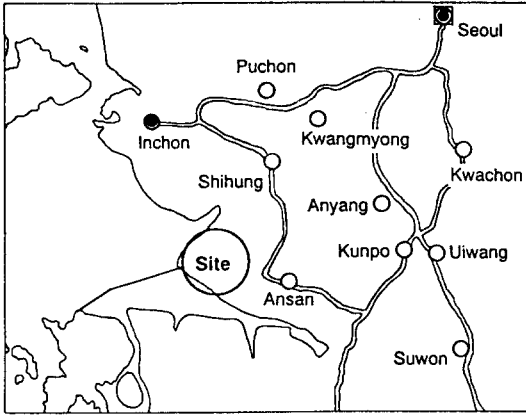 Seoul
Puchon
Inchon
Kwangmyong
Shihung
Kwachon
Anyang
Kunpo
Uiwang
Site
Ansan
Suwon